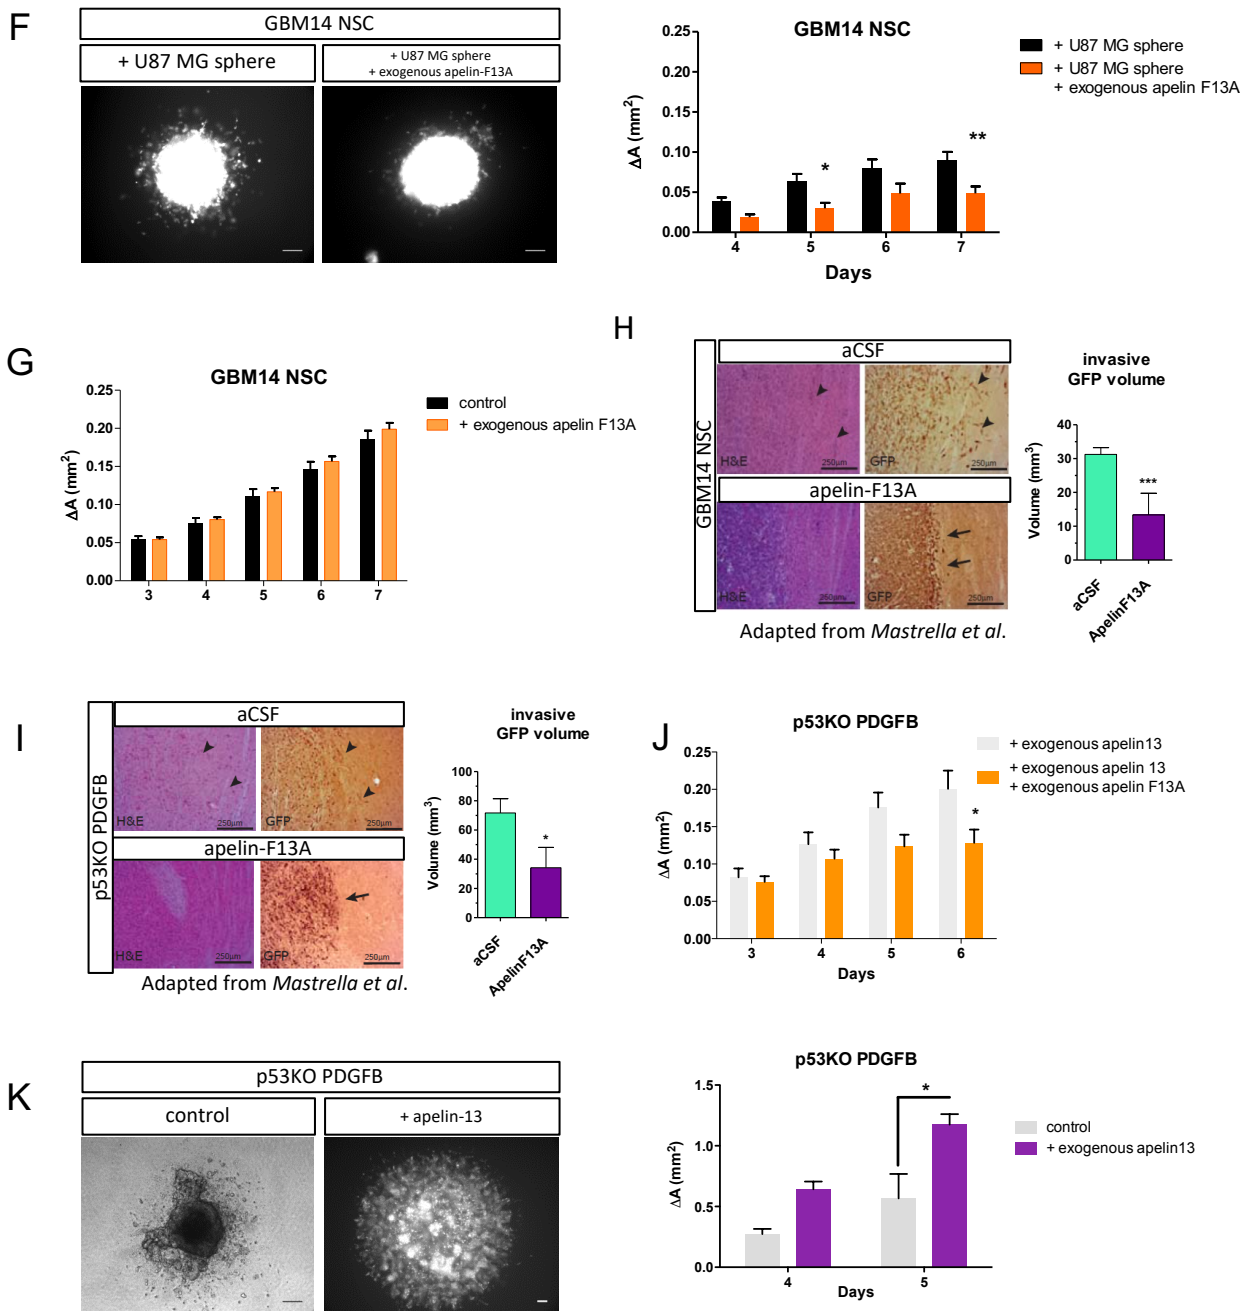 F
GBM14 NSC
+ U87 MG sphere
+ U87 MG sphere
+ exogenous apelin-F13A
GBM14 NSC
+ U87 MG sphere
+ U87 MG sphere
+ exogenous apelin F13A
ΔA (mm²)
0.25
0.20
0.15
0.10
0.05
0.00
*
**
4 5 6 7
Days
G
GBM14 NSC
control
+ exogenous apelin F13A
ΔA (mm²)
0.25
0.20
0.15
0.10
0.05
0.00
3 4 5 6 7
H
GBM14 NSC
aCSF
H&E
250µm
GFP
250µm
apelin-F13A
H&E
250µm
GFP
250µm
Adapted from Mastrella et al.
invasive
GFP volume
Volume (mm³)
40
30
20
10
0
***
aCSF
ApelinF13A
I
p53KO PDGFB
aCSF
H&E
250µm
GFP
250µm
apelin-F13A
H&E
250µm
GFP
250µm
Adapted from Mastrella et al.
invasive
GFP volume
Volume (mm³)
100
80
60
40
20
0
*
aCSF
ApelinF13A
J
p53KO PDGFB
+ exogenous apelin13
+ exogenous apelin 13
+ exogenous apelin F13A
ΔA (mm²)
0.25
0.20
0.15
0.10
0.05
0.00
*
3 4 5 6
Days
K
p53KO PDGFB
control
+ apelin-13
p53KO PDGFB
control
+ exogenous apelin13
ΔA (mm²)
1.5
1.0
0.5
0.0
*
4 5
Days